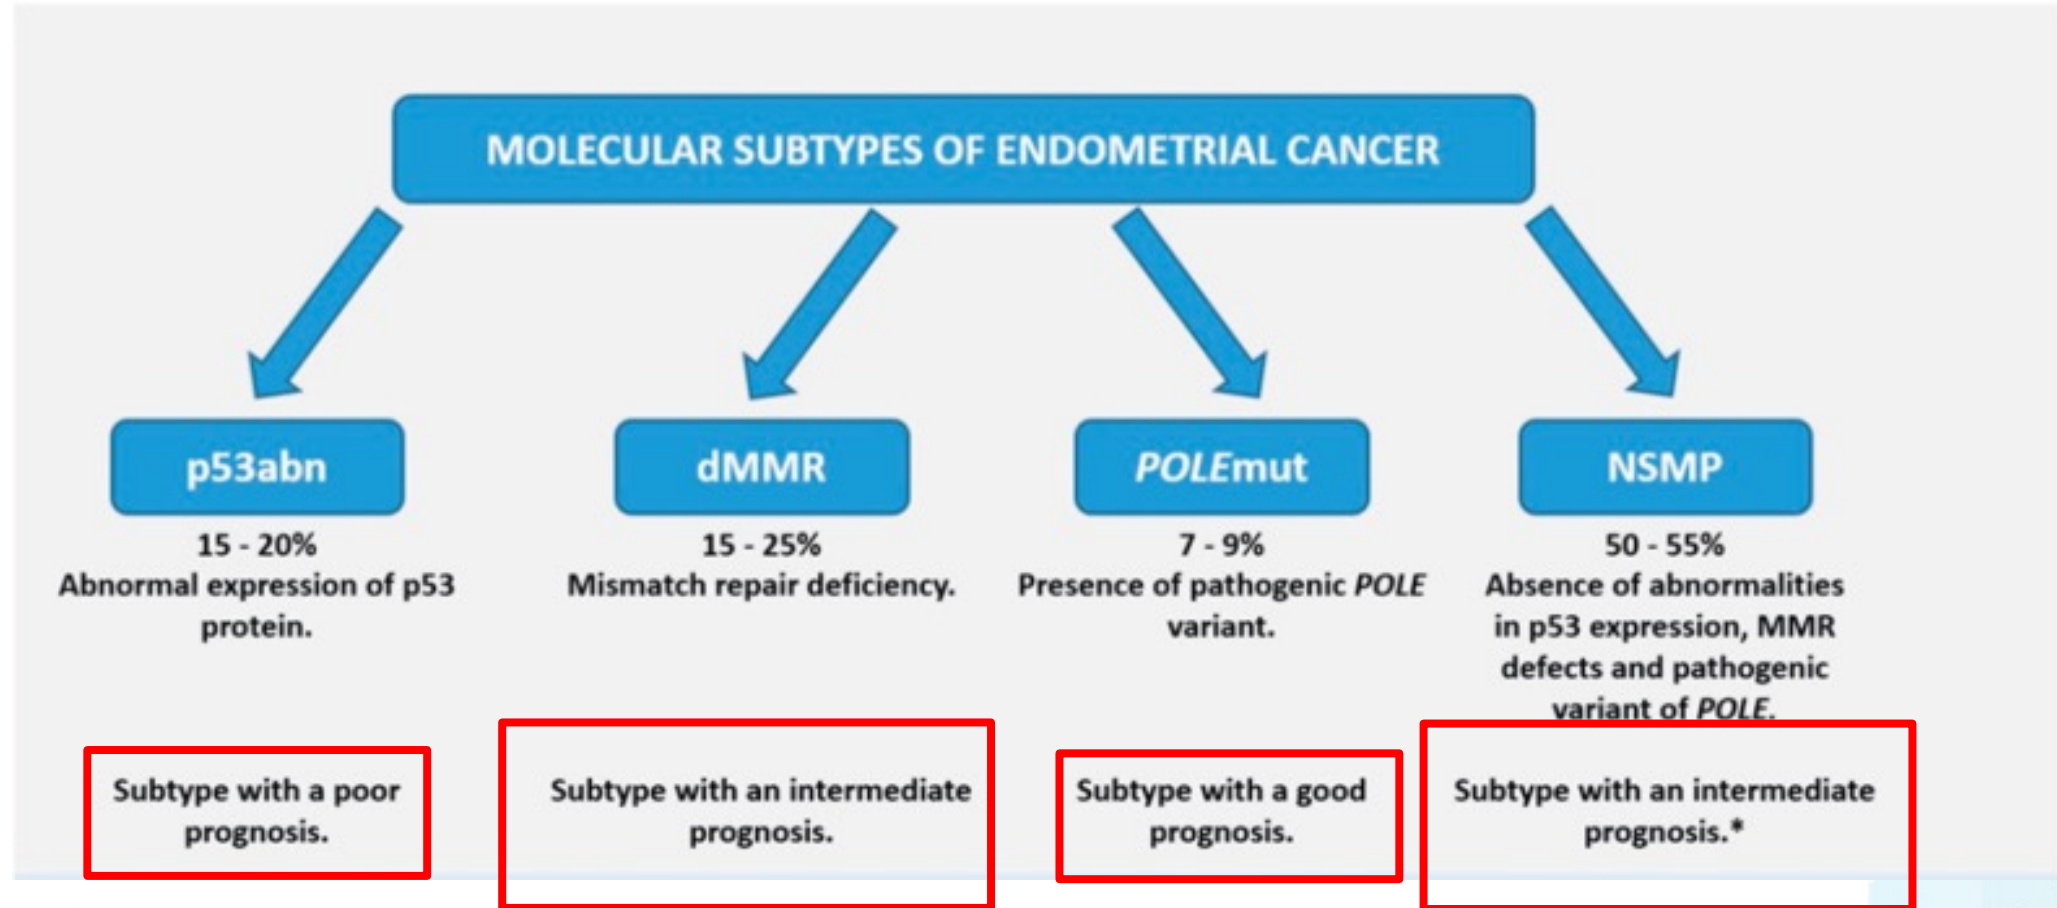 MOLECULAR SUBTYPES OF ENDOMETRIAL CANCER
p53abn
15 - 20%
Abnormal expression of p53
protein.
Subtype with a poor
prognosis.
dMMR
15 - 25%
Mismatch repair deficiency.
Subtype with an intermediate
prognosis.
POLEmut
7 - 9%
Presence of pathogenic POLE
variant.
Subtype with a good
prognosis.
NSMP
50 - 55%
Absence of abnormalities
in p53 expression, MMR
defects and pathogenic
variant of POLE.
Subtype with an intermediate
prognosis.*